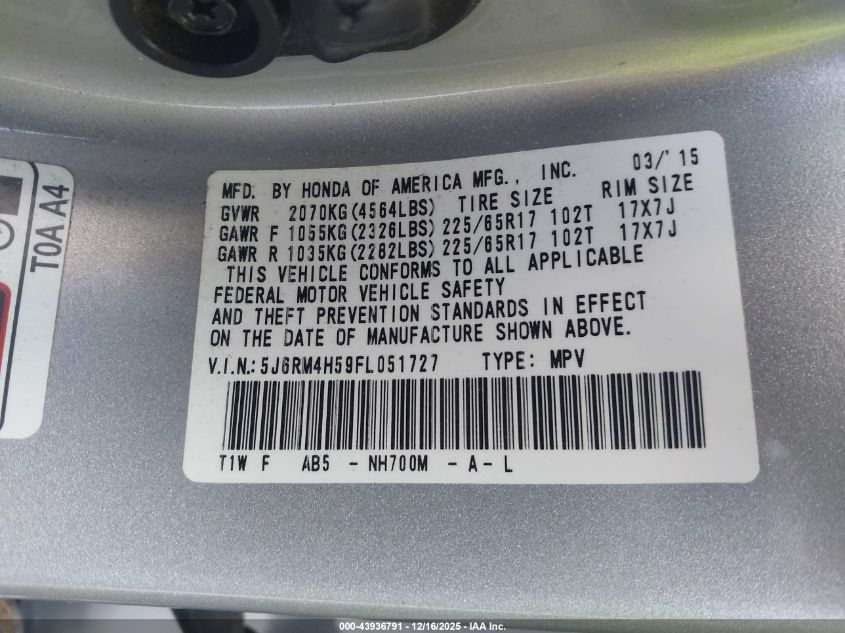 T0A A4
03/'15
MFD. BY HONDA OF AMERICA MFG., INC.
GVWR 2070KG(4564LBS) TIRE SIZE RIM SIZE
GAWR F 1055KG(2326LBS) 225/65R17 102T 17X7J
GAWR R 1035KG(2282LBS) 225/65R17 102T 17X7J
THIS VEHICLE CONFORMS TO ALL APPLICABLE
FEDERAL MOTOR VEHICLE SAFETY
AND THEFT PREVENTION STANDARDS IN EFFECT
ON THE DATE OF MANUFACTURE SHOWN ABOVE.
V.I.N.: 5J6RM4H59FL051727 TYPE: MPV
T1W F AB5 - NH700M - A - L
000-43936791 - 12/16/2025 - IAA Inc.